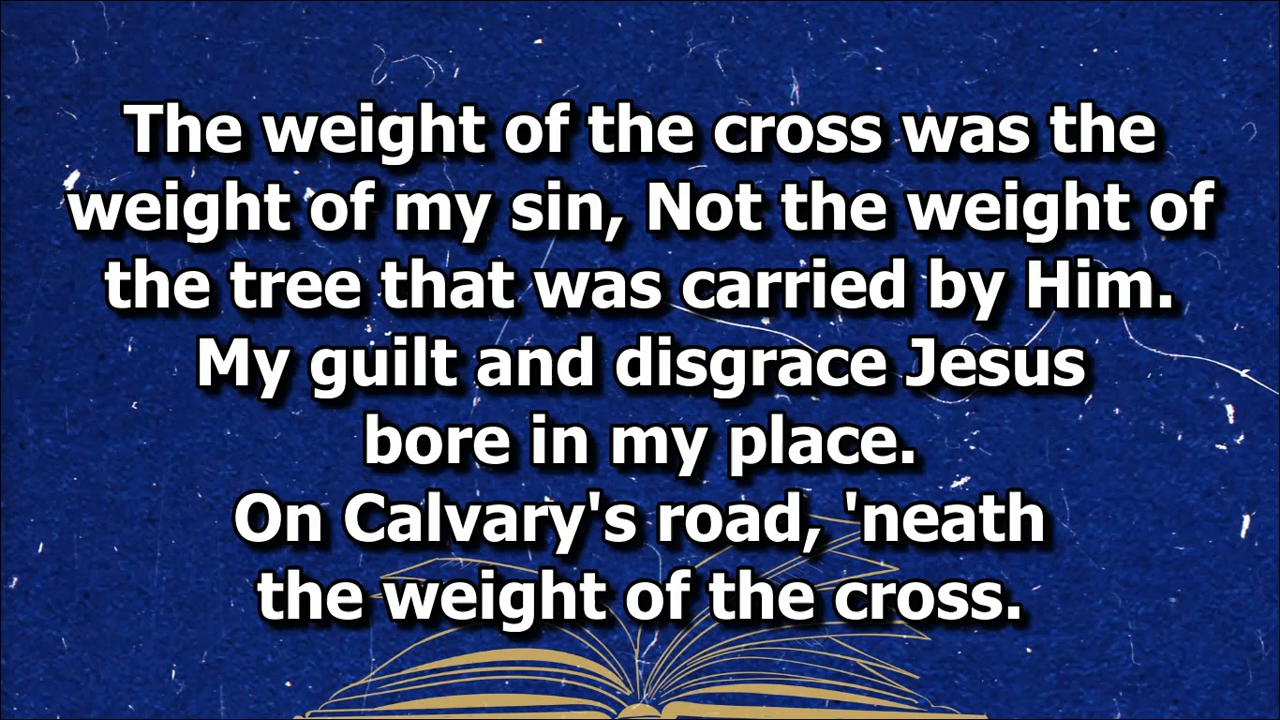 The weight of the cross was the
weight of my sin, Not the weight of
the tree that was carried by Him.
My guilt and disgrace Jesus
bore in my place.
On Calvary's road, 'neath
the weight of the cross.